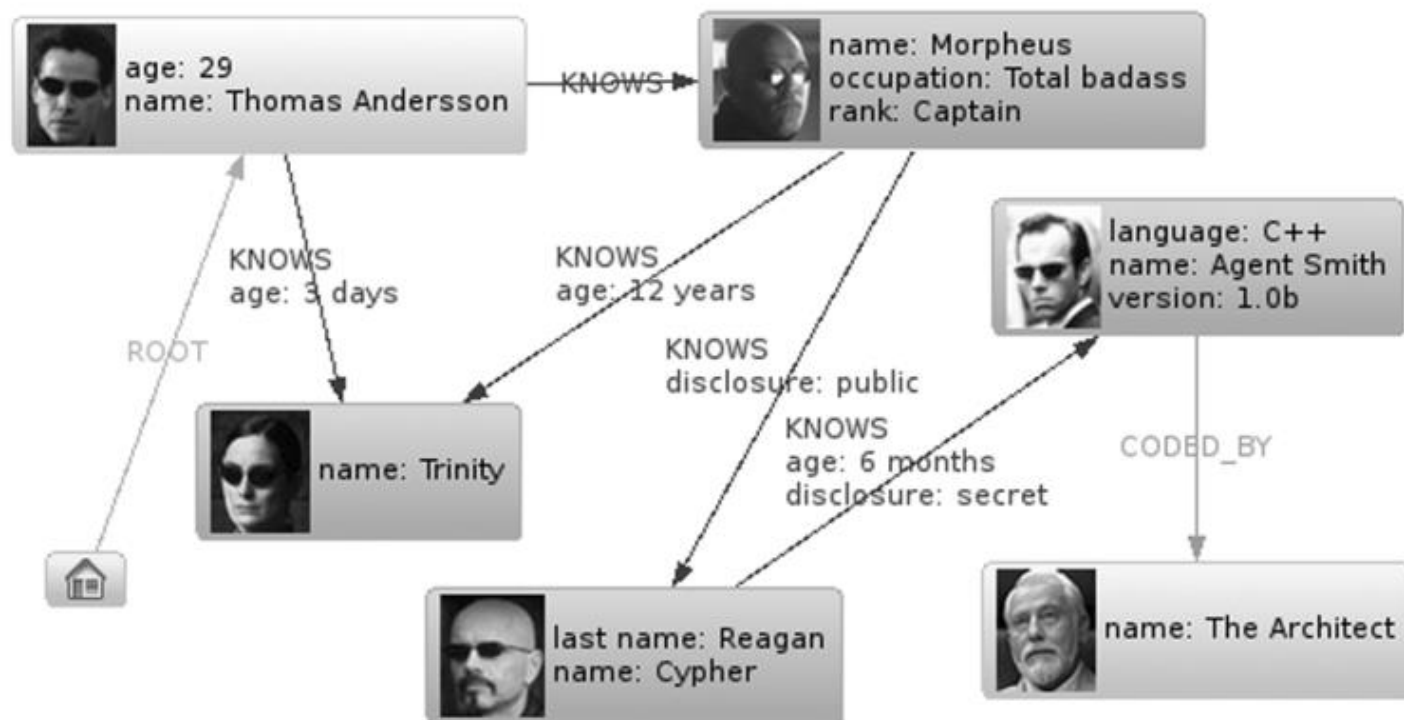 age: 29
name: Thomas Andersson
KNOWS
name: Morpheus
occupation: Total badass
rank: Captain
language: C++
name: Agent Smith
version: 1.0b
KNOWS
age: 3 days
KNOWS
age: 12 years
ROOT
KNOWS
disclosure: public
KNOWS
age: 6 months
disclosure: secret
CODED_BY
name: Trinity
last name: Reagan
name: Cypher
name: The Architect